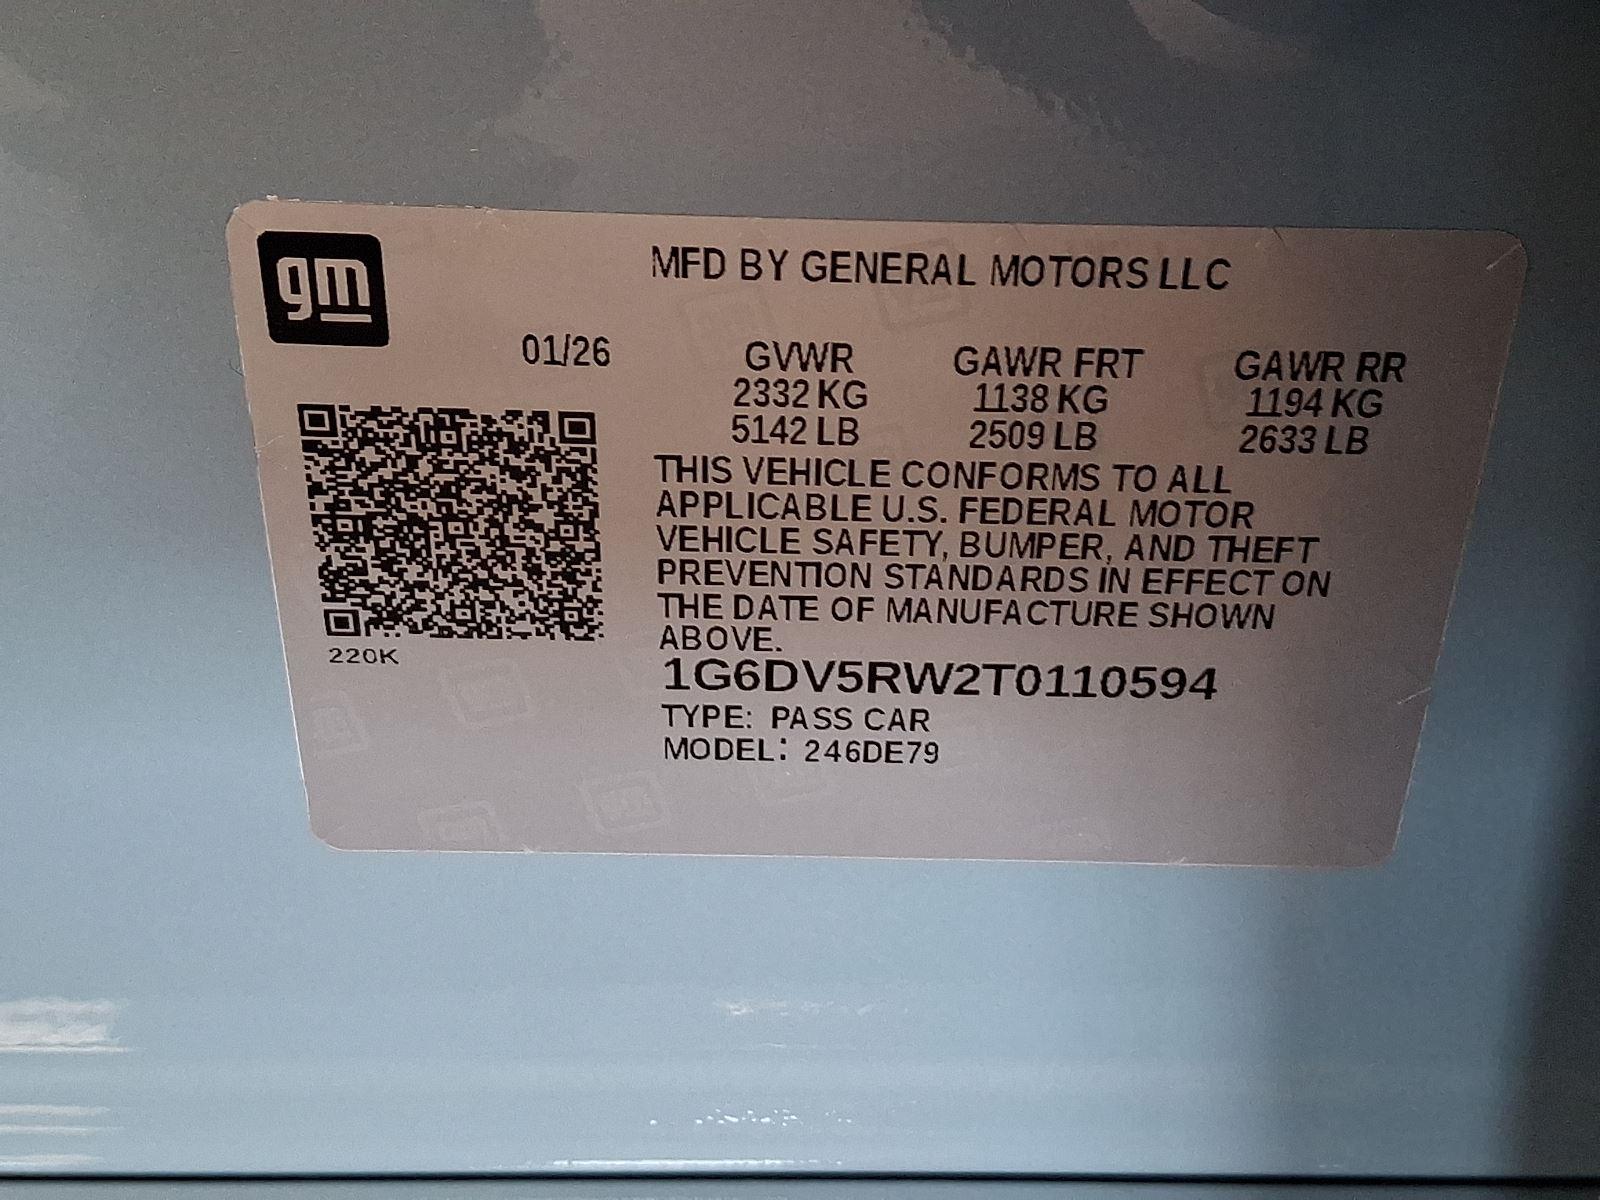 gm
MFD BY GENERAL MOTORS LLC
01/26
GVWR GAWR FRT GAWR RR
2332 KG 1138 KG 1194 KG
5142 LB 2509 LB 2633 LB
THIS VEHICLE CONFORMS TO ALL
APPLICABLE U.S. FEDERAL MOTOR
VEHICLE SAFETY, BUMPER, AND THEFT
PREVENTION STANDARDS IN EFFECT ON
THE DATE OF MANUFACTURE SHOWN
ABOVE.
220K
1G6DV5RW2T0110594
TYPE: PASS CAR
MODEL: 246DE79